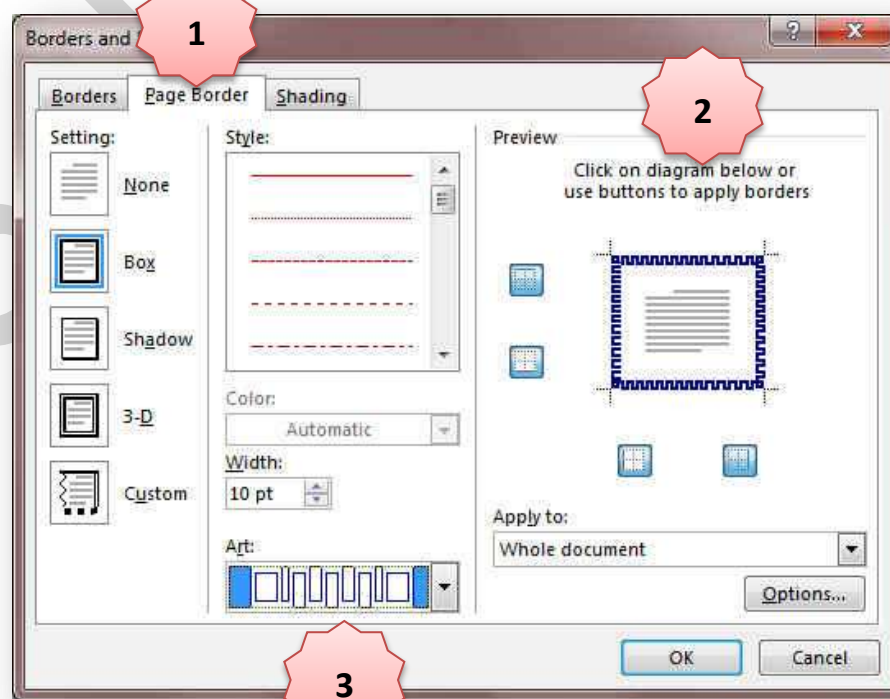 Borders and
1
Borders
Page Border
Shading
2
Setting:
None
Box
Shadow
3-D
Custom
Style:
Color:
Automatic
Width:
10 pt
Art:
Preview
Click on diagram below or
use buttons to apply borders
Apply to:
Whole document
Options...
OK
Cancel
3